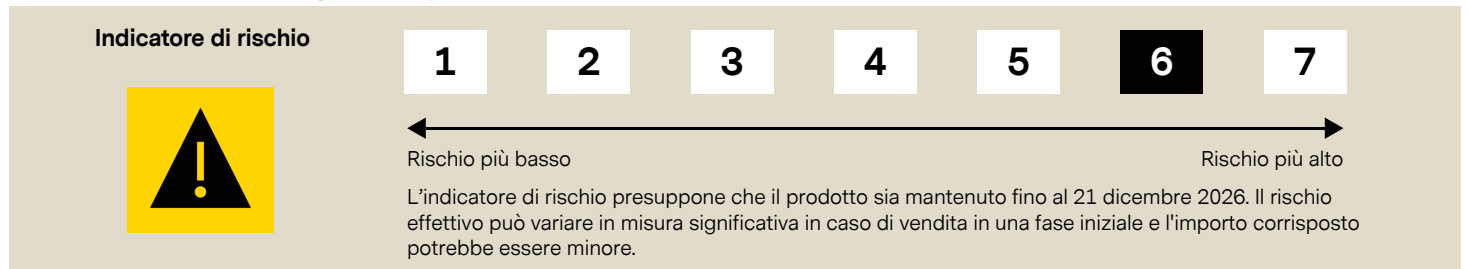 Indicatore di rischio
1 2 3 4 5 6 7
Rischio più basso Rischio più alto
L'indicatore di rischio presuppone che il prodotto sia mantenuto fino al 21 dicembre 2026. Il rischio
effettivo può variare in misura significativa in caso di vendita in una fase iniziale e l'importo corrisposto
potrebbe essere minore.